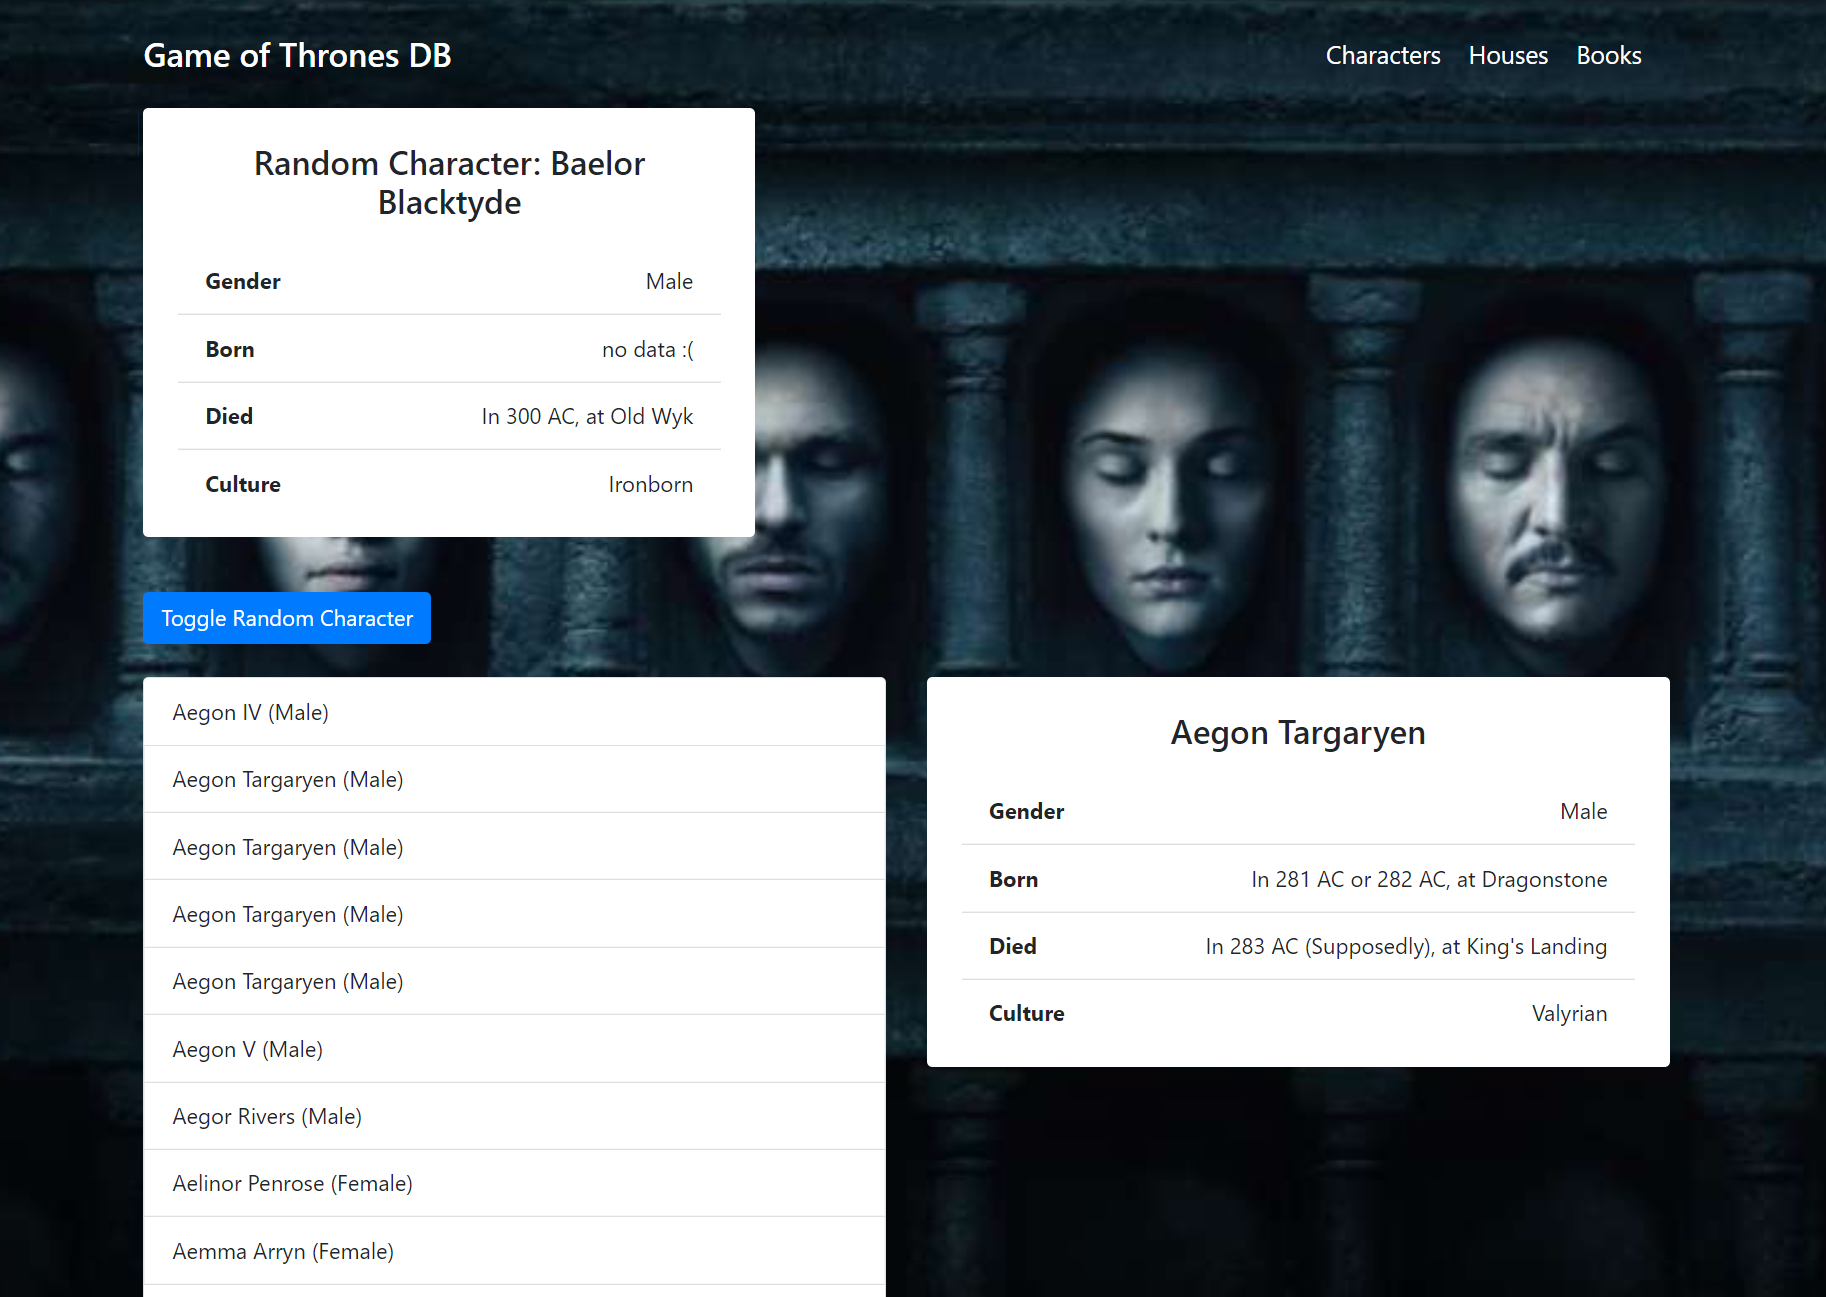 Game of Thrones DB
Characters Houses Books
Random Character: Baelor
Blacktyde
Gender Male
Born no data :(
Died In 300 AC, at Old Wyk
Culture Ironborn
Toggle Random Character
Aegon IV (Male)
Aegon Targaryen (Male)
Aegon Targaryen (Male)
Aegon Targaryen (Male)
Aegon Targaryen (Male)
Aegon V (Male)
Aegor Rivers (Male)
Aelinor Penrose (Female)
Aemma Arryn (Female)
Aegon Targaryen
Gender Male
Born In 281 AC or 282 AC, at Dragonstone
Died In 283 AC (Supposedly), at King's Landing
Culture Valyrian